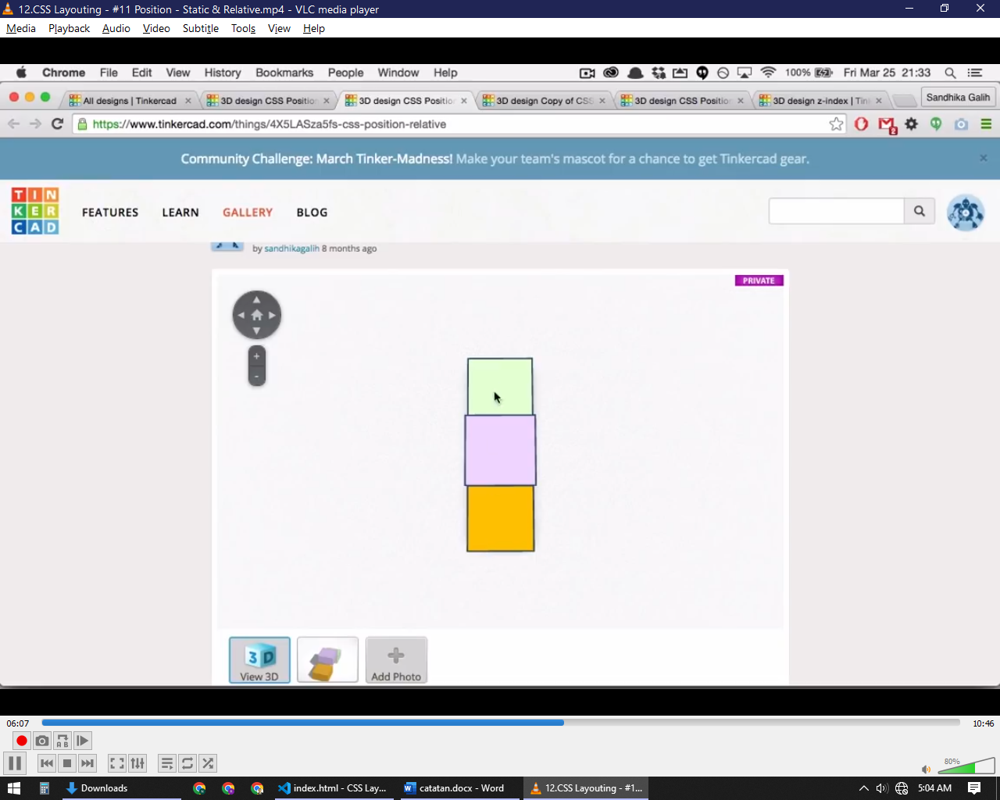 12.CSS Layouting - #11 Position - Static & Relative.mp4 - VLC media player
Media Playback Audio Video Subtitle Tools View Help
Chrome File Edit View History Bookmarks People Window Help 100% Fri Mar 25 21:33
All designs | Tinkercad 3D design CSS Position 3D design CSS Position 3D design Copy of CSS 3D design CSS Position 3D design z-index | Tin Sandhika Galih
https://www.tinkercad.com/things/4X5LASza5fs-css-position-relative 2
Community Challenge: March Tinker-Madness! Make your team's mascot for a chance to get Tinkercad gear.
TIN
KER
CAD
FEATURES LEARN GALLERY BLOG
by sandhikagalih 8 months ago
PRIVATE
3D
View 3D
Add Photo
06:07 10:46
A B
80%
Downloads index.html - CSS Lay... catatan.docx - Word 12.CSS Layouting - #1... 5:04 AM